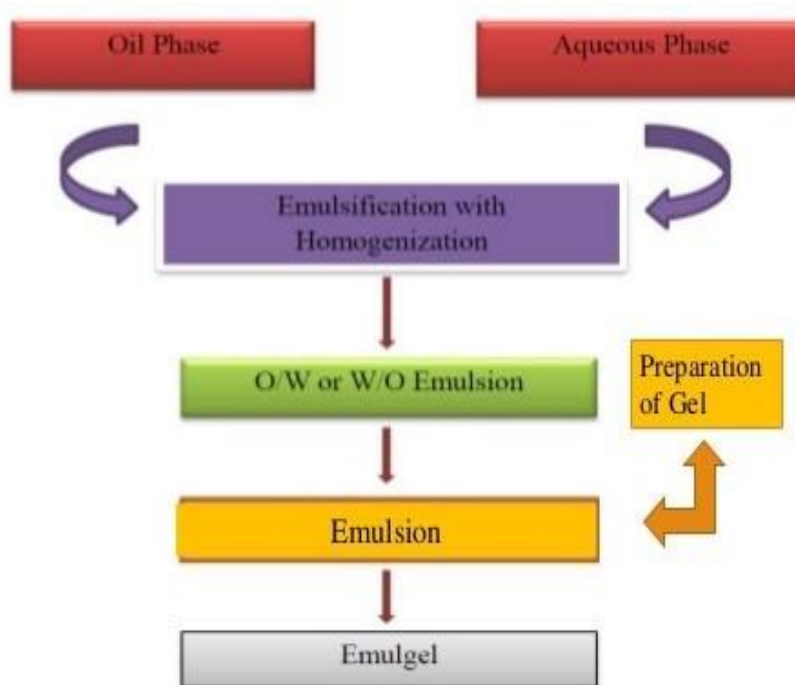 Oil Phase
Aqueous Phase
Emulsification with
Homogenization
O/W or W/O Emulsion
Preparation
of Gel
Emulsion
Emulgel